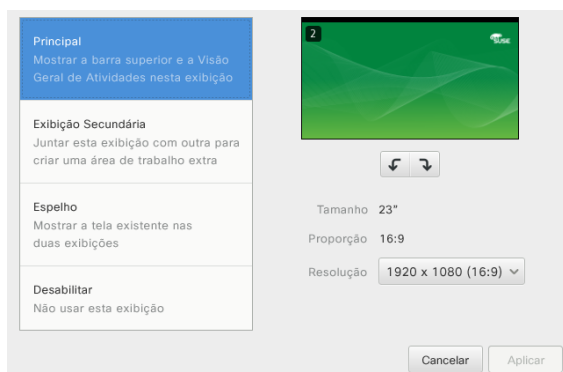 Principal
Mostrar a barra superior e a Visão
Geral de Atividades nesta exibição
Exibição Secundária
Juntar esta exibição com outra para
criar uma área de trabalho extra
Espelho
Mostrar a tela existente nas
duas exibições
Desabilitar
Não usar esta exibição
2
SUSE
Tamanho 23"
Proporção 16:9
Resolução 1920 x 1080 (16:9)
Cancelar Aplicar